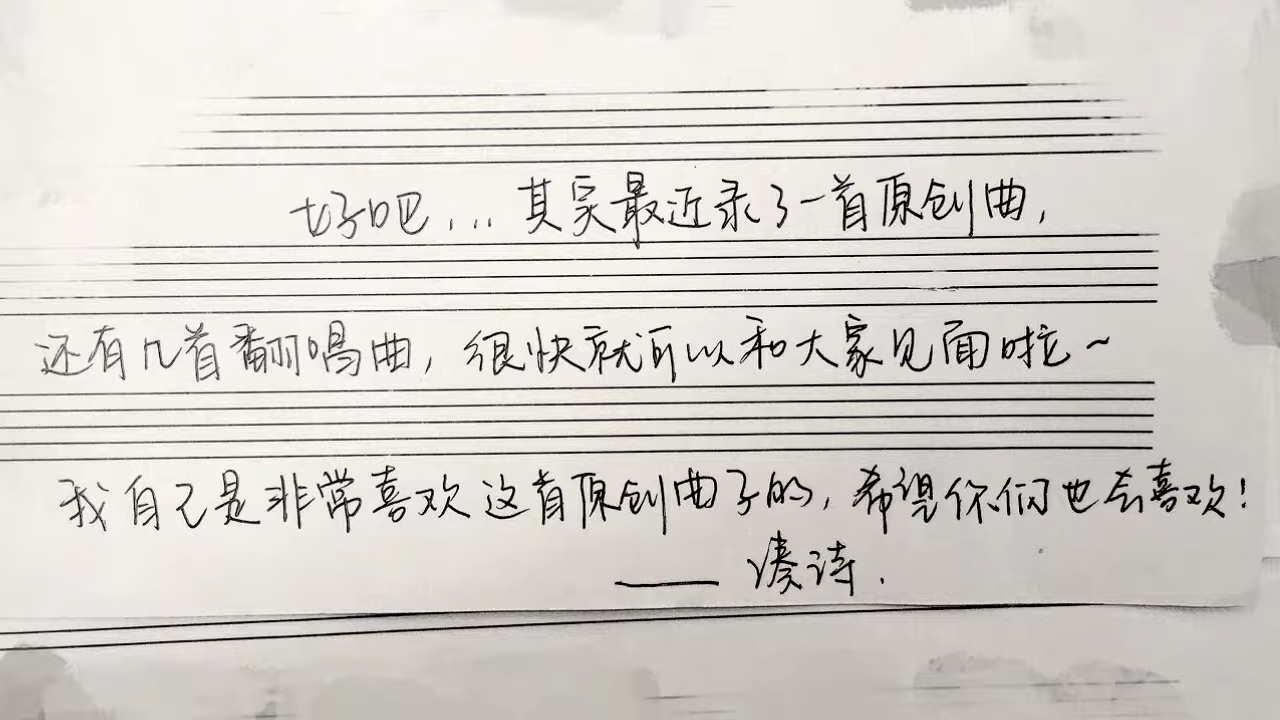 好吧...其实最近录了一首原创曲,
还有几首翻唱曲,很快就可以和大家见面啦~
我自己是非常喜欢这首原创曲子的,希望你们也会喜欢!
—— 凑诗.